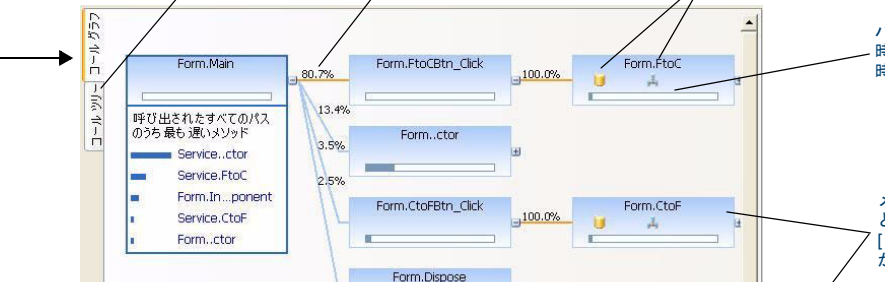 コール グラフ
コール ツリー
Form.Main
呼び出されたすべてのパス
のうち 最も 遅いメソッド
Service..ctor
Service.FtoC
Form.In...ponent
Service.CtoF
Form..ctor
80.7%
13.4%
3.5%
2.5%
Form.FtoCBtn_Click
100.0%
Form.FtoC
Form..ctor
Form.CtoFBtn_Click
100.0%
Form.CtoF
Form.Dispose
時
時
と
[